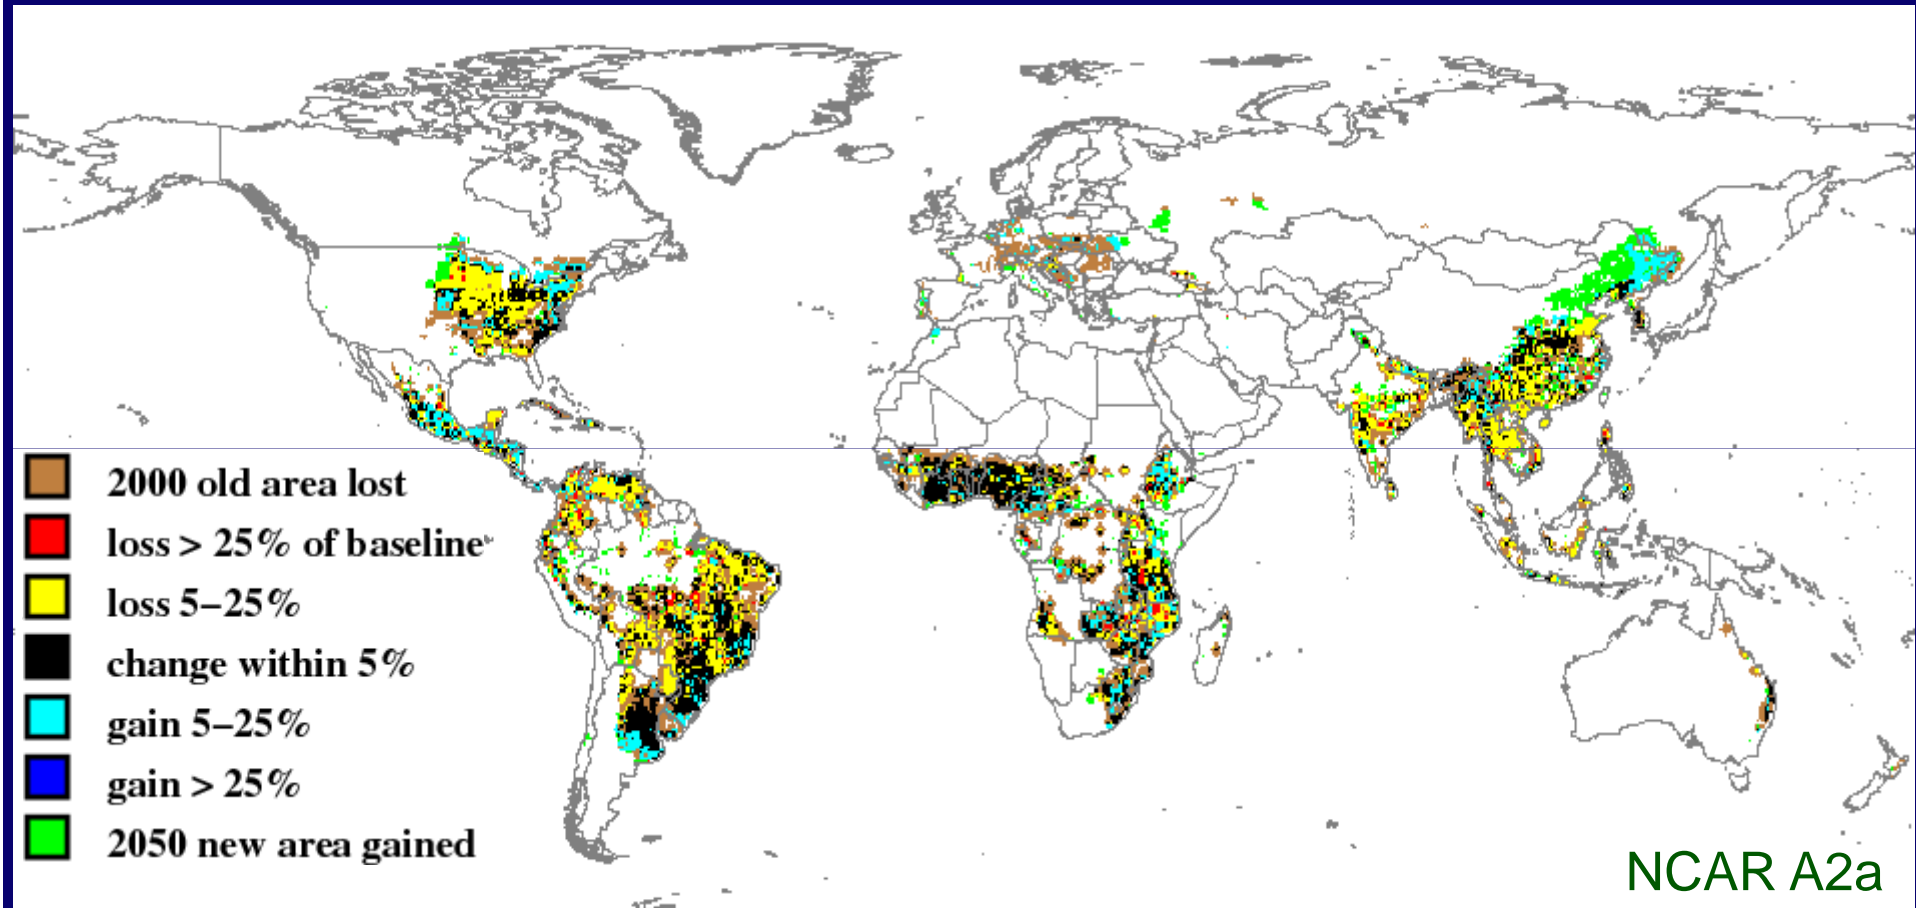 2000 old area lost
loss > 25% of baseline
loss 5–25%
change within 5%
gain 5–25%
gain > 25%
2050 new area gained
NCAR A2a